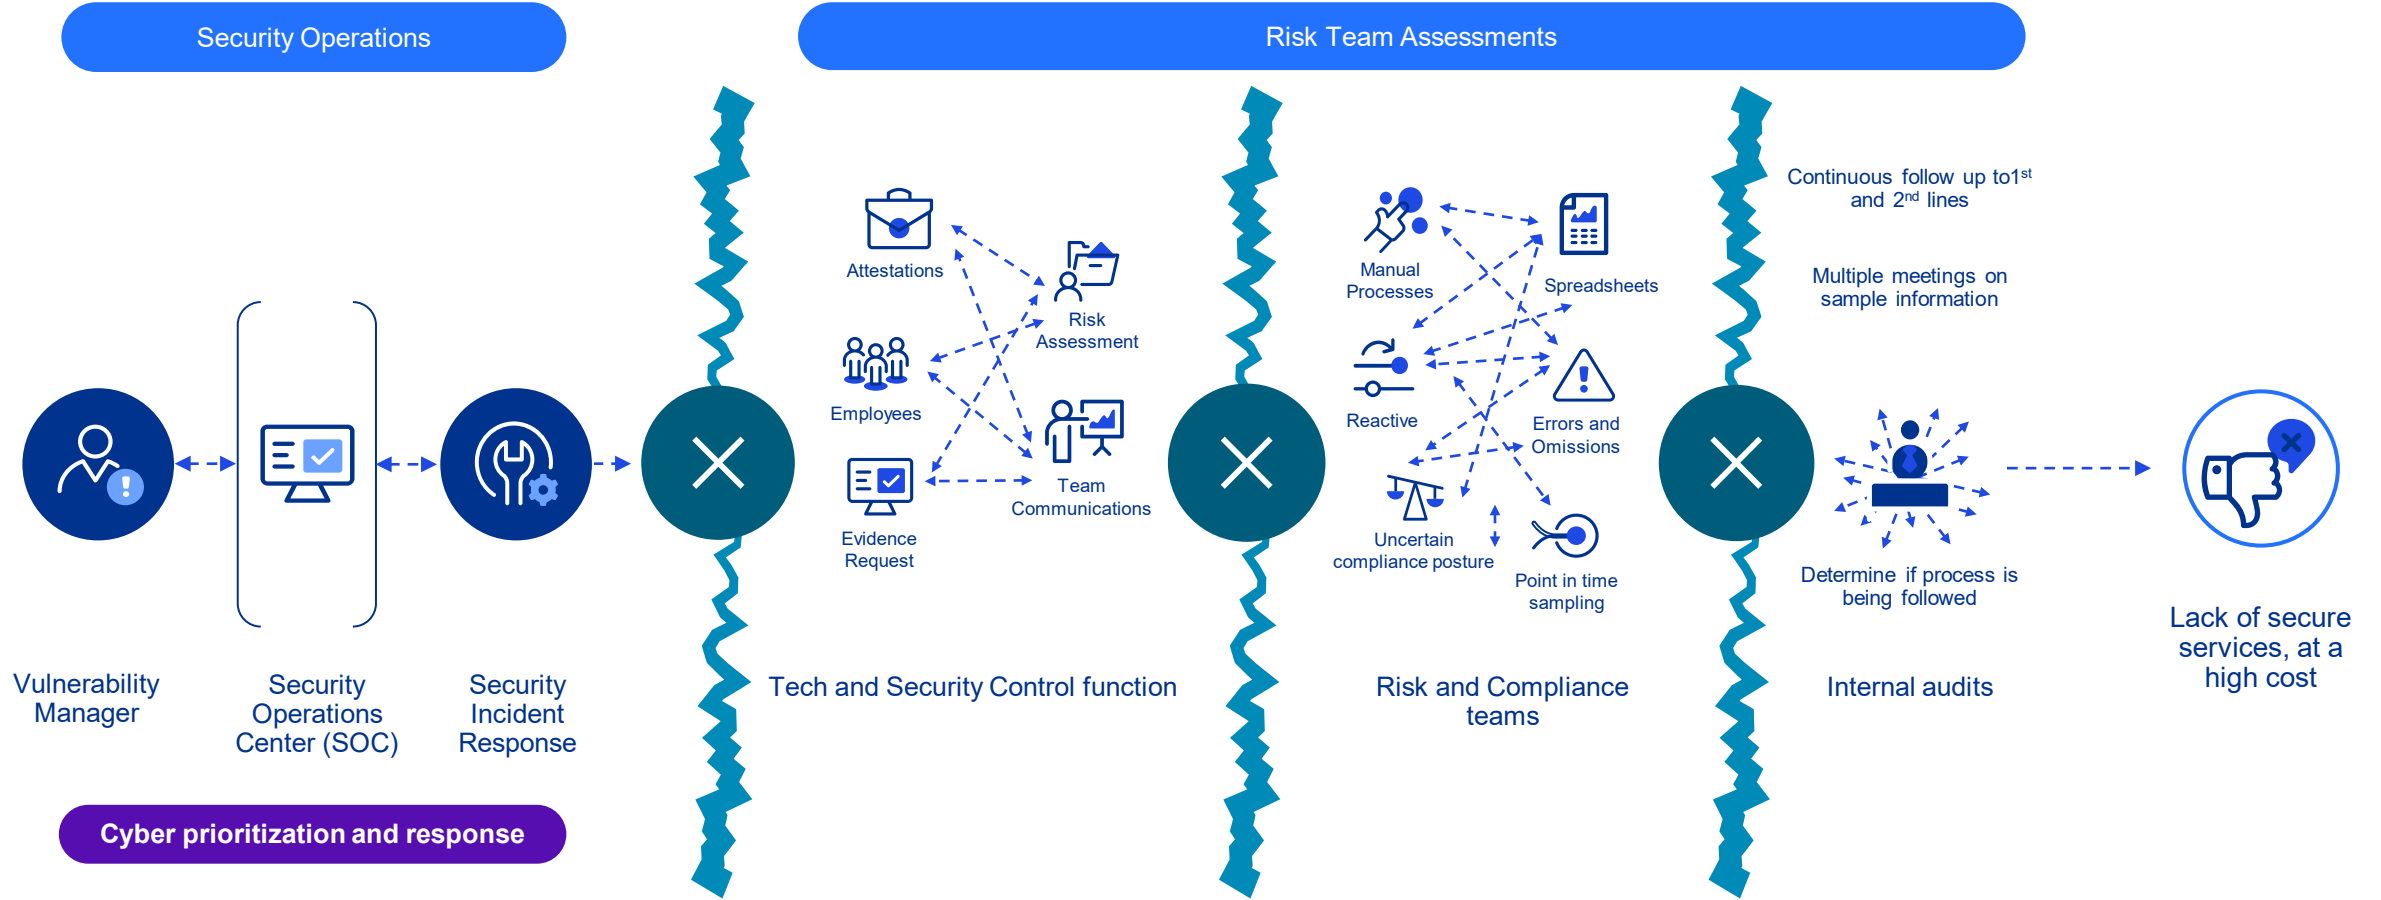 Security Operations
Risk Team Assessments
Continuous follow up to1st
and 2nd lines
Multiple meetings on
sample information
Attestations
Risk
Assessment
Employees
Team
Communications
Evidence
Request
Manual
Processes
Spreadsheets
Reactive
Errors and
Omissions
Uncertain
compliance posture
Point in time
sampling
Determine if process is
being followed
Vulnerability
Manager
Security
Operations
Center (SOC)
Security
Incident
Response
Tech and Security Control function
Risk and Compliance
teams
Internal audits
Lack of secure
services, at a
high cost
Cyber prioritization and response